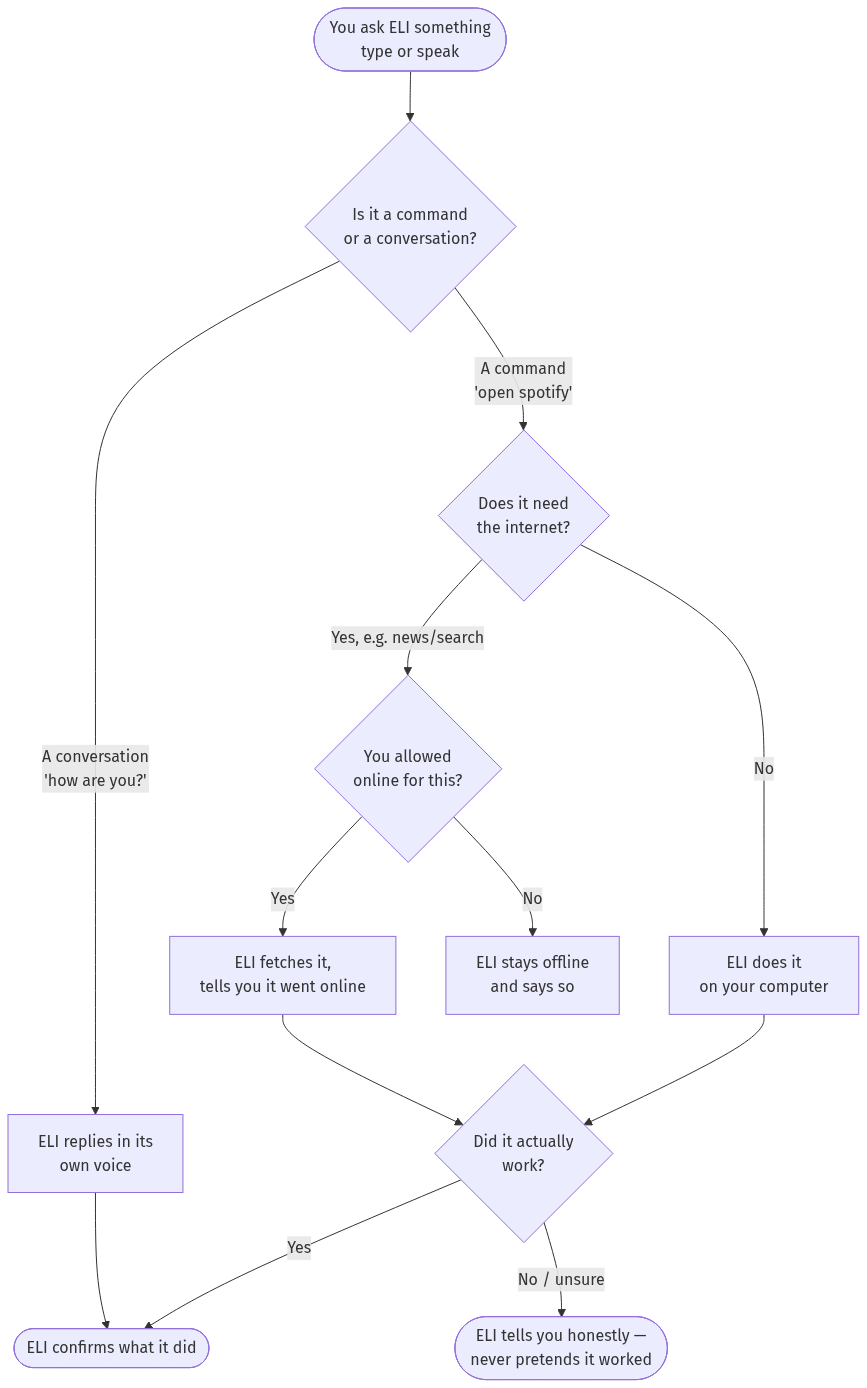 You ask ELI something
type or speak
Is it a command
or a conversation?
A command
'open spotify'
Does it need
the internet?
Yes, e.g. news/search
You allowed
online for this?
A conversation
'how are you?'
No
Yes
No
ELI fetches it,
tells you it went online
ELI stays offline
and says so
ELI does it
on your computer
ELI replies in its
own voice
Did it actually
work?
Yes
No / unsure
ELI confirms what it did
ELI tells you honestly —
never pretends it worked